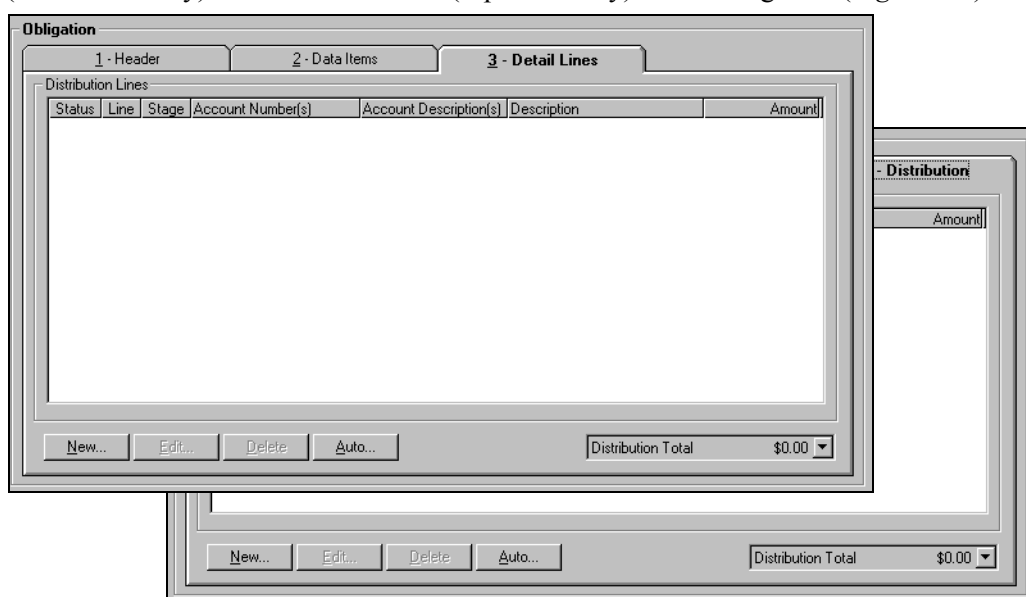 Obligation
1 - Header 2 - Data Items 3 - Detail Lines
Distribution Lines
Status Line Stage Account Number(s) Account Description(s) Description Amount
New... Edit... Delete Auto... Distribution Total $0.00
- Distribution
Amount
New... Edit... Delete Auto... Distribution Total $0.00